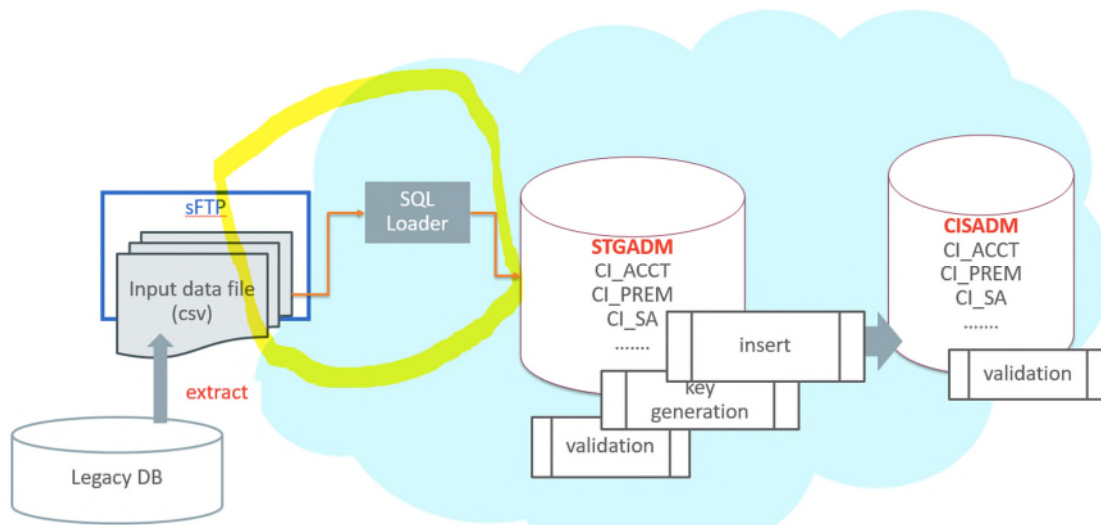 sFTP
Input data file
(csv)
extract
Legacy DB
SQL
Loader
STGADM
CI_ACCT
CI_PREM
CI_SA
.......
insert
key
generation
validation
CISADM
CI_ACCT
CI_PREM
CI_SA
.......
validation